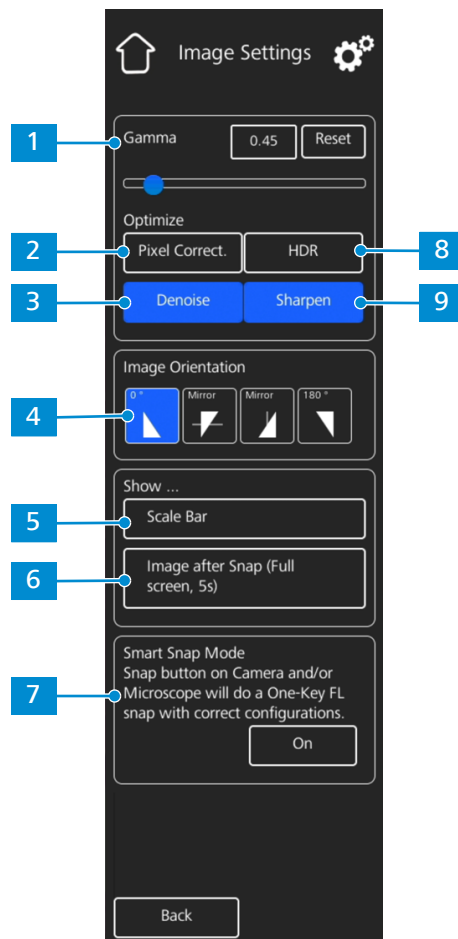 Image Settings
1
Gamma
0.45
Reset
Optimize
2
Pixel Correct.
HDR
8
3
Denoise
Sharpen
9
Image Orientation
4
0 °
Mirror
Mirror
180 °
Show ...
5
Scale Bar
6
Image after Snap (Full
screen, 5s)
Smart Snap Mode
Snap button on Camera and/or
7
Microscope will do a One-Key FL
snap with correct configurations.
On
Back